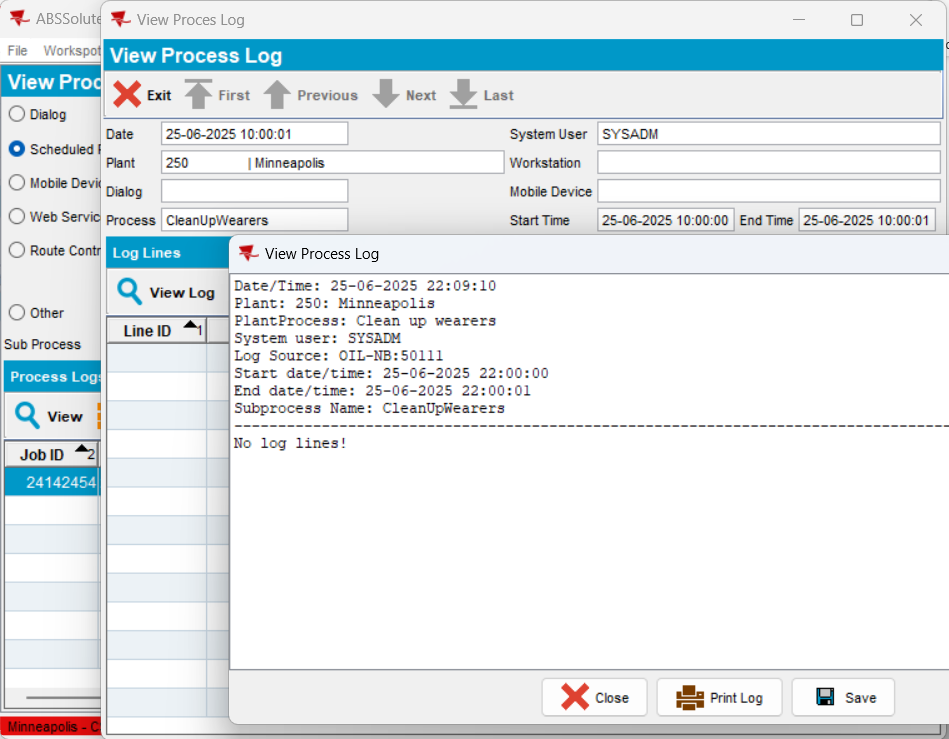 ABSSolute
File Workspot
View Proc
Dialog
Scheduled P
Mobile Devic
Web Servic
Route Contr
Other
Sub Process
Process Logs
View
Job ID 2
24142454
Minneapolis - C
View Proces Log
View Process Log
Exit First Previous Next Last
Date 25-06-2025 10:00:01 System User SYSADM
Plant 250 | Minneapolis Workstation
Dialog Mobile Device
Process CleanUpWearers Start Time 25-06-2025 10:00:00 End Time 25-06-2025 10:00:01
Log Lines
View Log
Line ID 1
View Process Log
Date/Time: 25-06-2025 22:09:10
Plant: 250: Minneapolis
PlantProcess: Clean up wearers
System user: SYSADM
Log Source: OIL-NB:50111
Start date/time: 25-06-2025 22:00:00
End date/time: 25-06-2025 22:00:01
Subprocess Name: CleanUpWearers
--------------------------------------------------------------------------------
No log lines!
Close Print Log Save